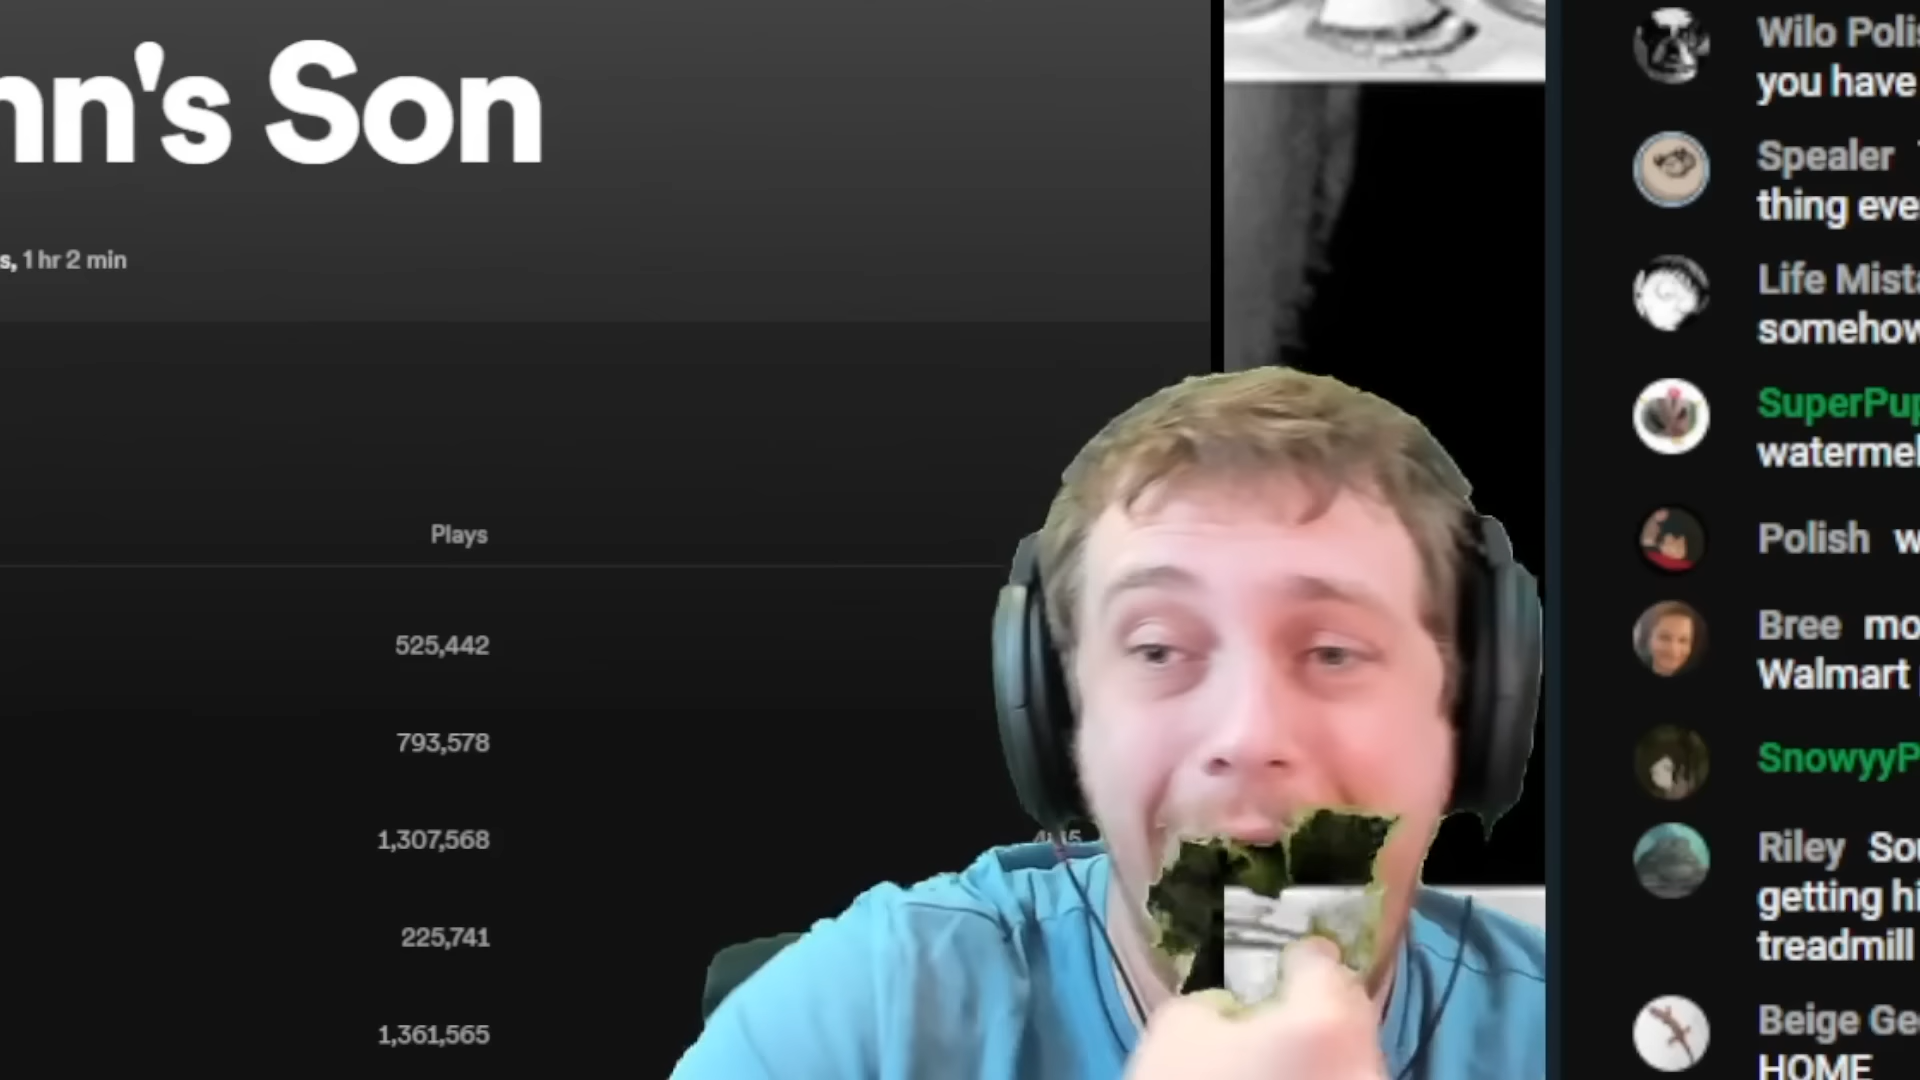 nn's Son
s, 1 hr 2 min
Plays
525,442
793,578
1,307,568
225,741
1,361,565
Wilo Polis
you have
Spealer
thing eve
Life Mista
somehow
SuperPup
watermel
Polish w
Bree mo
Walmart
SnowyyP
Riley Sou
getting hi
treadmill
Beige Ge
HOME